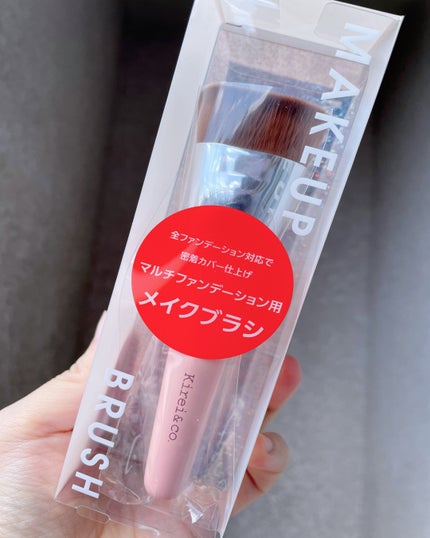 MAKEUP
全ファンデーション対応で
密着カバー仕上げ
マルチファンデーション用
メイクブラシ
Kirei&co.
BRUSH